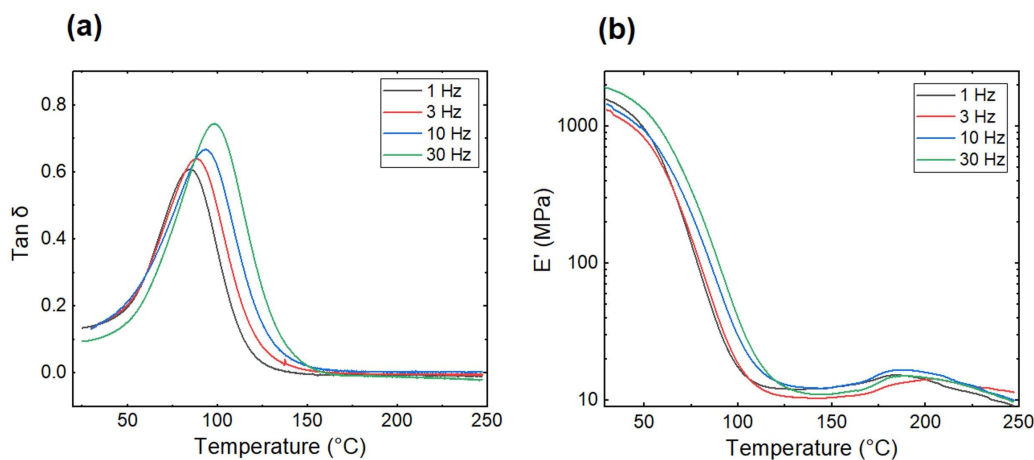 (a)
Tan δ
0.8
0.6
0.4
0.2
0.0
1 Hz
3 Hz
10 Hz
30 Hz
50
100
150
200
250
Temperature (°C)
(b)
E' (MPa)
1000
100
10
1 Hz
3 Hz
10 Hz
30 Hz
50
100
150
200
250
Temperature (°C)